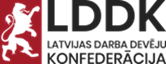 LDDK
LATVIJAS DARBA DEVĒJU
KONFEDERĀCIJA